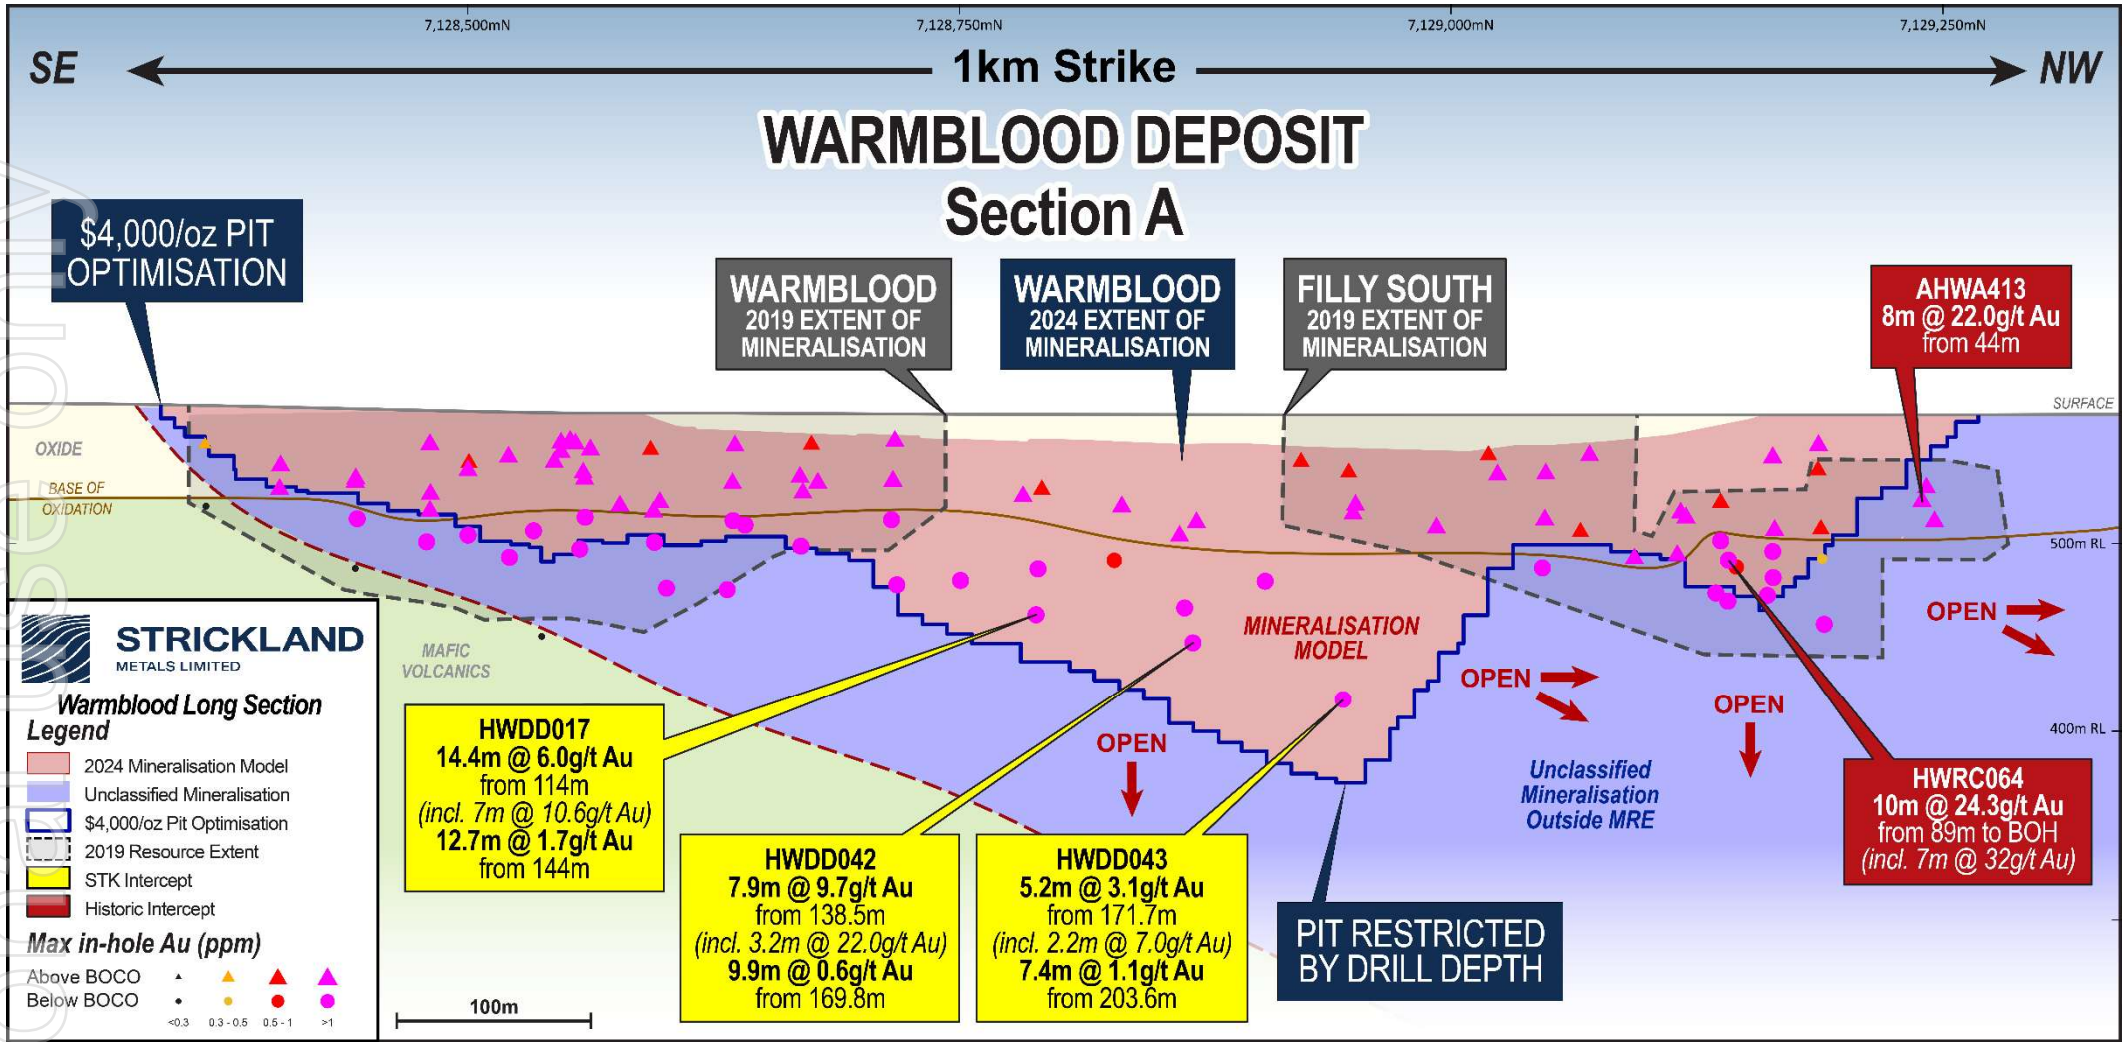 7,128,500mN
7,128,750mN
7,129,000mN
7,129,250mN
SE
1km Strike
NW
WARMBLOOD DEPOSIT
Section A
$4,000/oz PIT
OPTIMISATION
WARMBLOOD
2019 EXTENT OF
MINERALISATION
WARMBLOOD
2024 EXTENT OF
MINERALISATION
FILLY SOUTH
2019 EXTENT OF
MINERALISATION
AHWA413
8m @ 22.0g/t Au
from 44m
SURFACE
OXIDE
BASE OF
OXIDATION
500m RL
MAFIC
VOLCANICS
MINERALISATION
MODEL
OPEN
OPEN
OPEN
OPEN
400m RL
Unclassified
Mineralisation
Outside MRE
HWRC064
10m @ 24.3g/t Au
from 89m to BOH
(incl. 7m @ 32g/t Au)
HWDD017
14.4m @ 6.0g/t Au
from 114m
(incl. 7m @ 10.6g/t Au)
12.7m @ 1.7g/t Au
from 144m
HWDD042
7.9m @ 9.7g/t Au
from 138.5m
(incl. 3.2m @ 22.0g/t Au)
9.9m @ 0.6g/t Au
from 169.8m
HWDD043
5.2m @ 3.1g/t Au
from 171.7m
(incl. 2.2m @ 7.0g/t Au)
7.4m @ 1.1g/t Au
from 203.6m
PIT RESTRICTED
BY DRILL DEPTH
STRICKLAND
METALS LIMITED
Warmblood Long Section
Legend
2024 Mineralisation Model
Unclassified Mineralisation
$4,000/oz Pit Optimisation
2019 Resource Extent
STK Intercept
Historic Intercept
Max in-hole Au (ppm)
Above BOCO
Below BOCO
<0.3
0.3 - 0.5
0.5 - 1
>1
100m